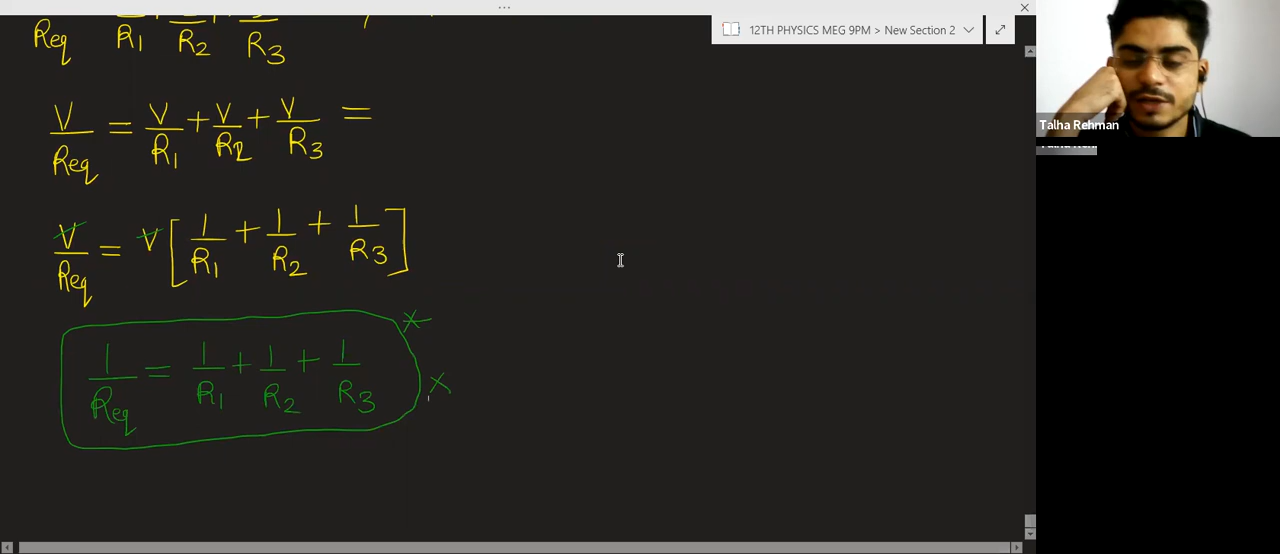 12TH PHYSICS MEG 9PM > New Section 2
Talha Rehman
Req R1 R2 R3
V/Req = V/R1 + V/R2 + V/R3 =
V/Req = V[1/R1 + 1/R2 + 1/R3]
1/Req = 1/R1 + 1/R2 + 1/R3